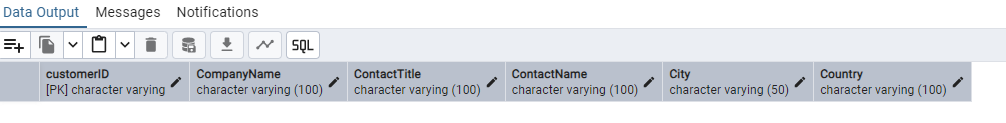 Data Output Messages Notifications
SQL
customerID CompanyName ContactTitle ContactName City Country
[PK] character varying character varying (100) character varying (100) character varying (100) character varying (50) character varying (100)